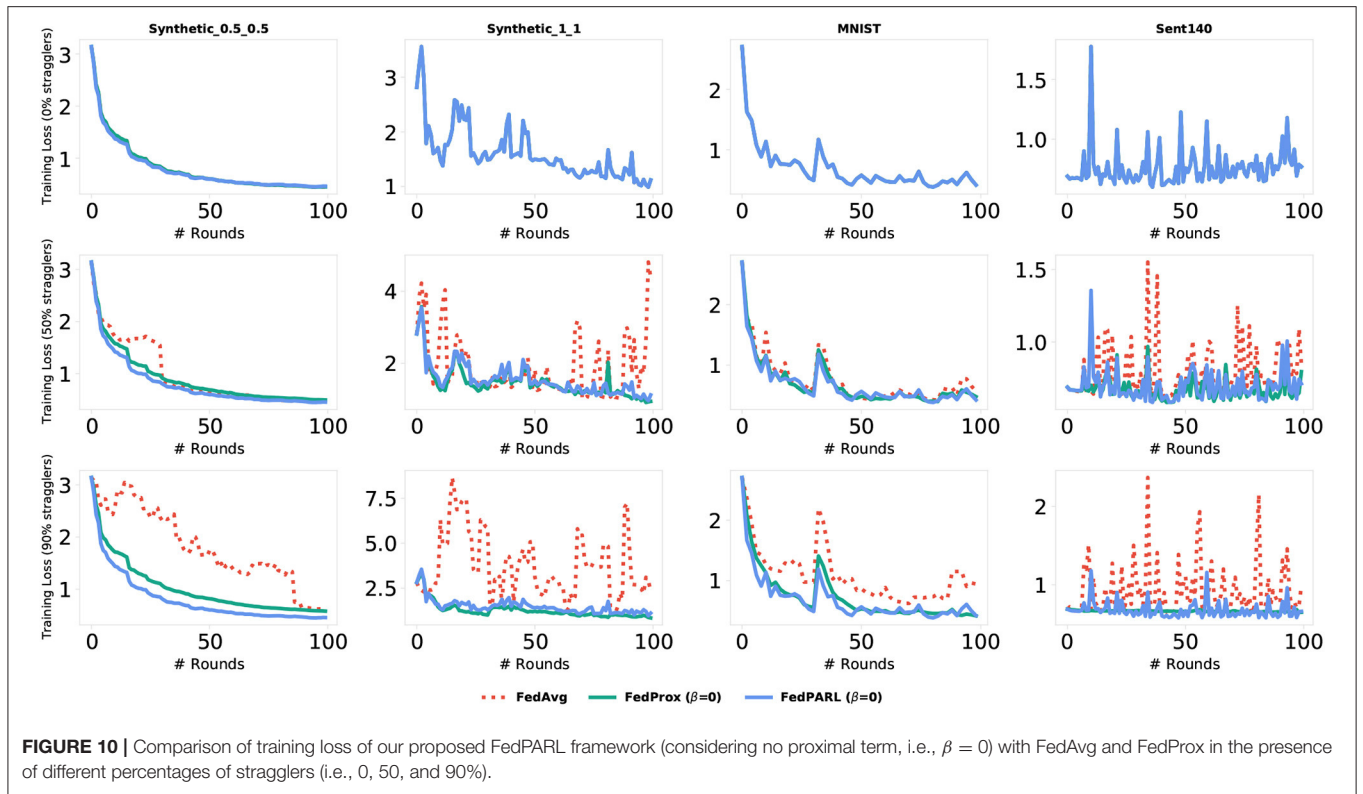 Synthetic_0.5_0.5 Synthetic_1_1 MNIST Sent140
Training Loss (0% stragglers)
3
2
1
0 50 100
# Rounds
3
2
1
0 50 100
# Rounds
2
1
0 50 100
# Rounds
1.5
1.0
0 50 100
# Rounds
Training Loss (50% stragglers)
3
2
1
0 50 100
# Rounds
4
2
0 50 100
# Rounds
2
1
0 50 100
# Rounds
1.5
1.0
0 50 100
# Rounds
Training Loss (90% stragglers)
3
2
1
0 50 100
# Rounds
7.5
5.0
2.5
0 50 100
# Rounds
2
1
0 50 100
# Rounds
2
1
0 50 100
# Rounds
FedAvg FedProx (β=0) FedPARL (β=0)
FIGURE 10 | Comparison of training loss of our proposed FedPARL framework (considering no proximal term, i.e., β = 0) with FedAvg and FedProx in the presence
of different percentages of stragglers (i.e., 0, 50, and 90%).